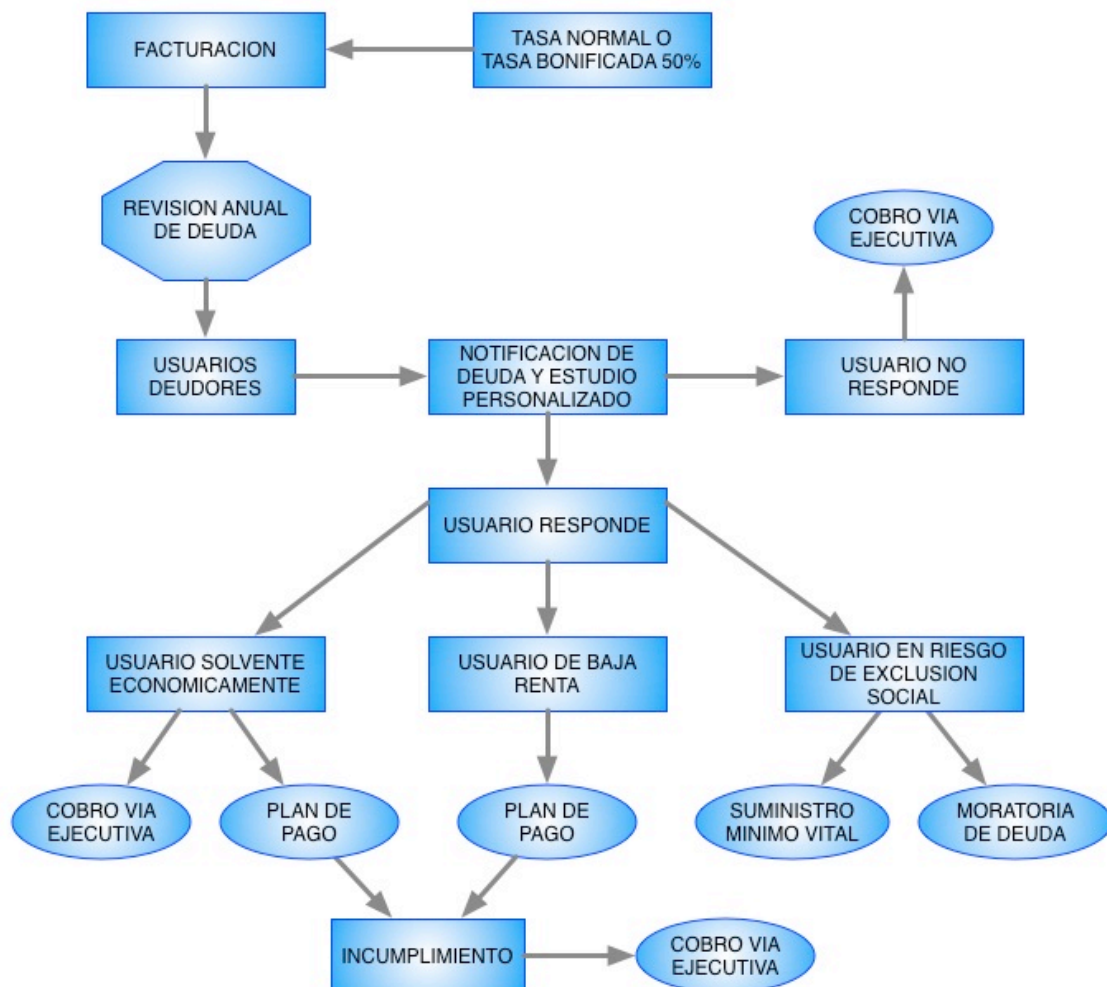 FACTURACION
TASA NORMAL O
TASA BONIFICADA 50%
REVISION ANUAL
DE DEUDA
COBRO VIA
EJECUTIVA
USUARIOS
DEUDORES
NOTIFICACION DE
DEUDA Y ESTUDIO
PERSONALIZADO
USUARIO NO
RESPONDE
USUARIO RESPONDE
USUARIO SOLVENTE
ECONOMICAMENTE
USUARIO DE BAJA
RENTA
USUARIO EN RIESGO
DE EXCLUSION
SOCIAL
COBRO VIA
EJECUTIVA
PLAN DE
PAGO
PLAN DE
PAGO
SUMINISTRO
MINIMO VITAL
MORATORIA
DE DEUDA
INCUMPLIMIENTO
COBRO VIA
EJECUTIVA